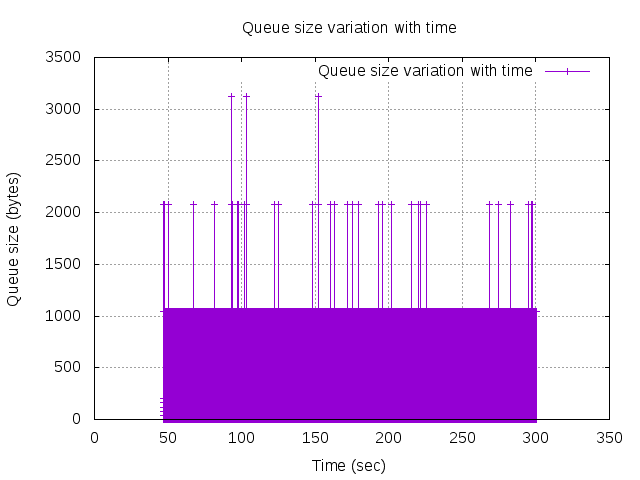 Queue size variation with time
Queue size variation with time
3500
3000
2500
2000
1500
1000
500
0
Queue size (bytes)
0 50 100 150 200 250 300 350
Time (sec)